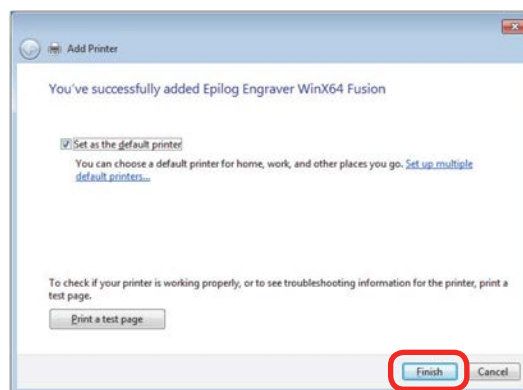 Add Printer
You've successfully added Epilog Engraver WinX64 Fusion
Set as the default printer
You can choose a default printer for home, work, and other places you go. Set up multiple
default printers...
To check if your printer is working properly, or to see troubleshooting information for the printer, print a
test page.
Print a test page
Finish Cancel